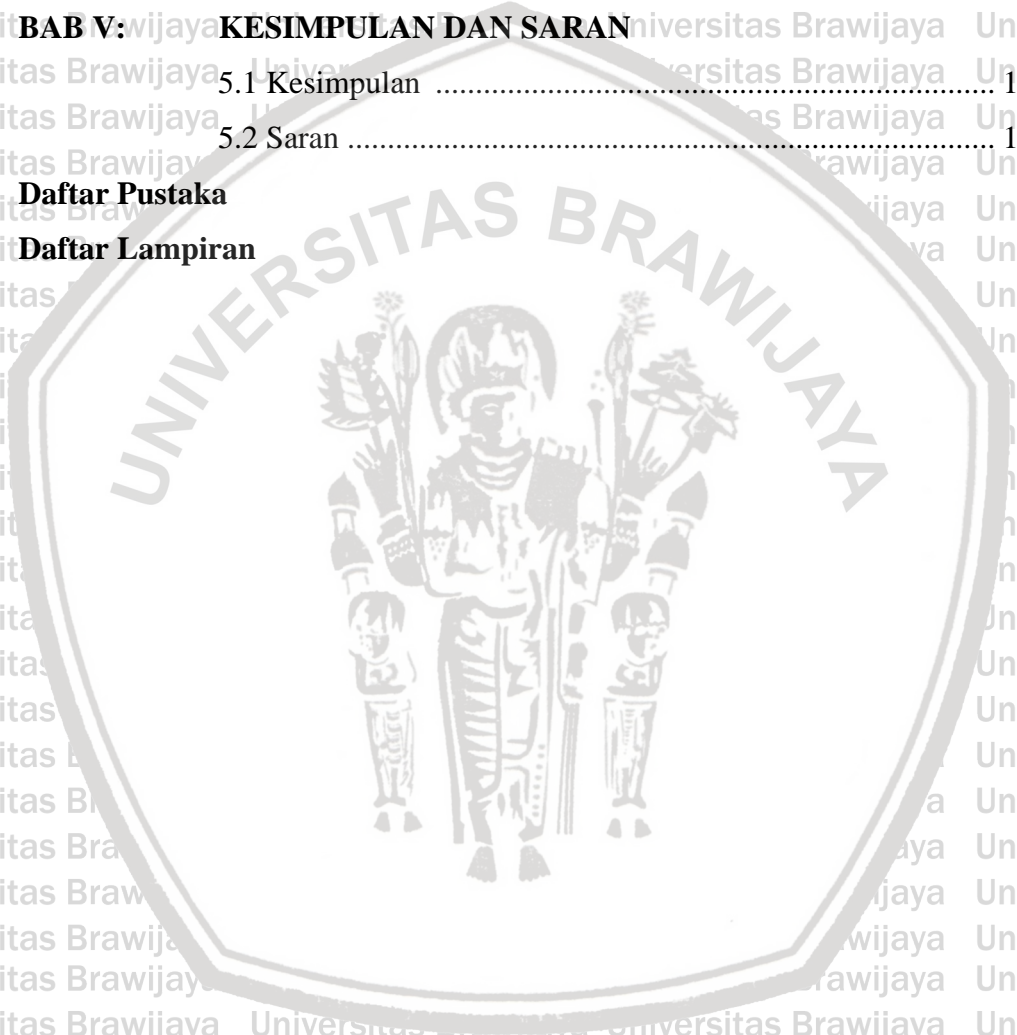 BAB V: KESIMPULAN DAN SARAN
5.1 Kesimpulan ........................................................................ 1
5.2 Saran ................................................................................... 1
Daftar Pustaka
Daftar Lampiran
UNIVERSITAS BRAWIJAYA